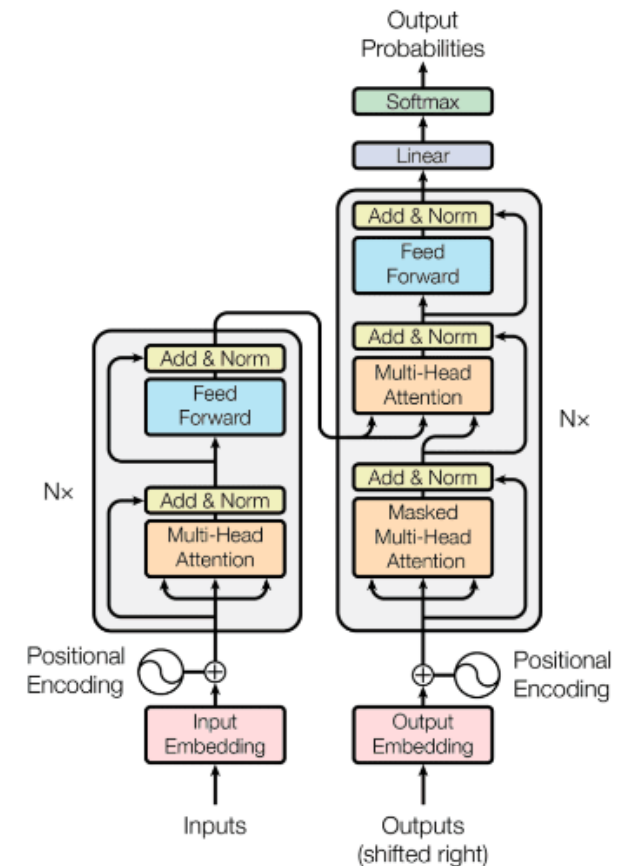 Output
Probabilities
Softmax
Linear
Add & Norm
Feed
Forward
Add & Norm
Multi-Head
Attention
Add & Norm
Masked
Multi-Head
Attention
Nx
Add & Norm
Feed
Forward
Add & Norm
Multi-Head
Attention
Nx
Positional
Encoding
Input
Embedding
Inputs
Positional
Encoding
Output
Embedding
Outputs
(shifted right)